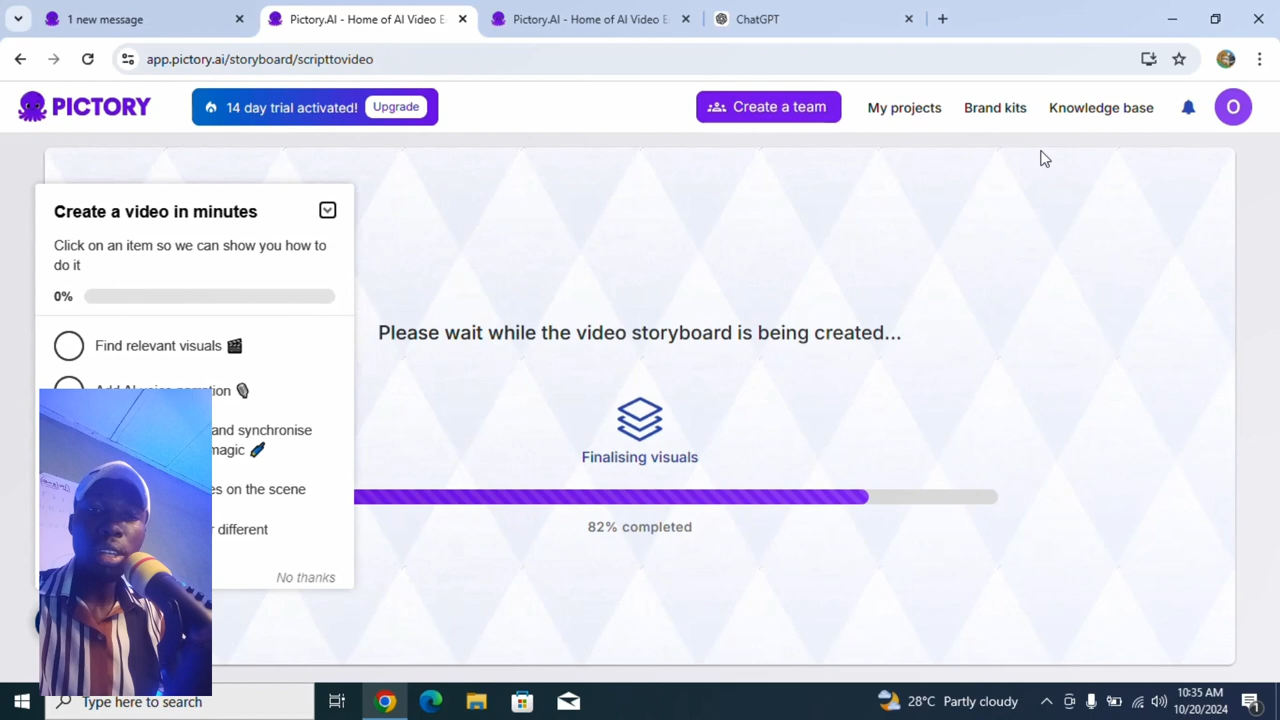 1 new message
Pictory.AI - Home of AI Video E
Pictory.AI - Home of AI Video E
ChatGPT
app.pictory.ai/storyboard/scripttovideo
PICTORY
14 day trial activated!
Upgrade
Create a team
My projects
Brand kits
Knowledge base
O
Create a video in minutes
Click on an item so we can show you how to
do it
0%
Find relevant visuals
and synchronise
magic
on the scene
different
No thanks
Please wait while the video storyboard is being created...
Finalising visuals
82% completed
Type here to search
28°C Partly cloudy
10:35 AM
10/20/2024
1